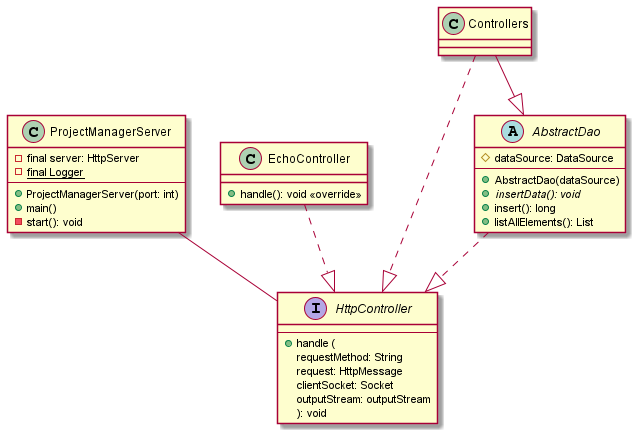 C Controllers
C ProjectManagerServer
final server: HttpServer
final Logger
ProjectManagerServer(port: int)
main()
start(): void
C EchoController
handle(): void «override»
A AbstractDao
dataSource: DataSource
AbstractDao(dataSource)
insertData(): void
insert(): long
listAllElements(): List
I HttpController
handle (
requestMethod: String
request: HttpMessage
clientSocket: Socket
outputStream: outputStream
): void